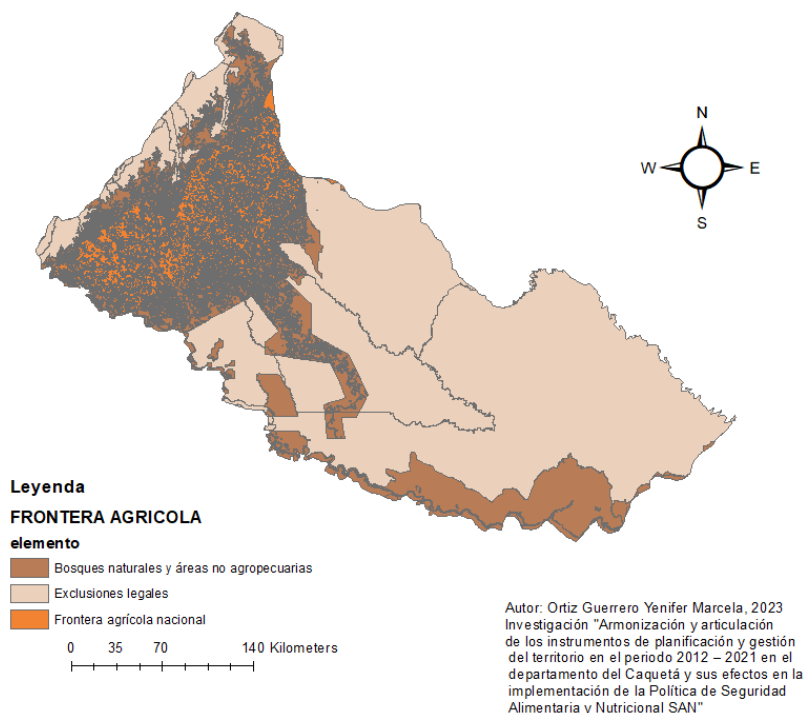 N
W E
S
Leyenda
FRONTERA AGRICOLA
elemento
Bosques naturales y áreas no agropecuarias
Exclusiones legales
Frontera agrícola nacional
0 35 70 140 Kilometers
Autor: Ortiz Guerrero Yenifer Marcela, 2023
Investigación "Armonización y articulación
de los instrumentos de planificación y gestión
del territorio en el periodo 2012 – 2021 en el
departamento del Caquetá y sus efectos en la
implementación de la Política de Seguridad
Alimentaria y Nutricional SAN"